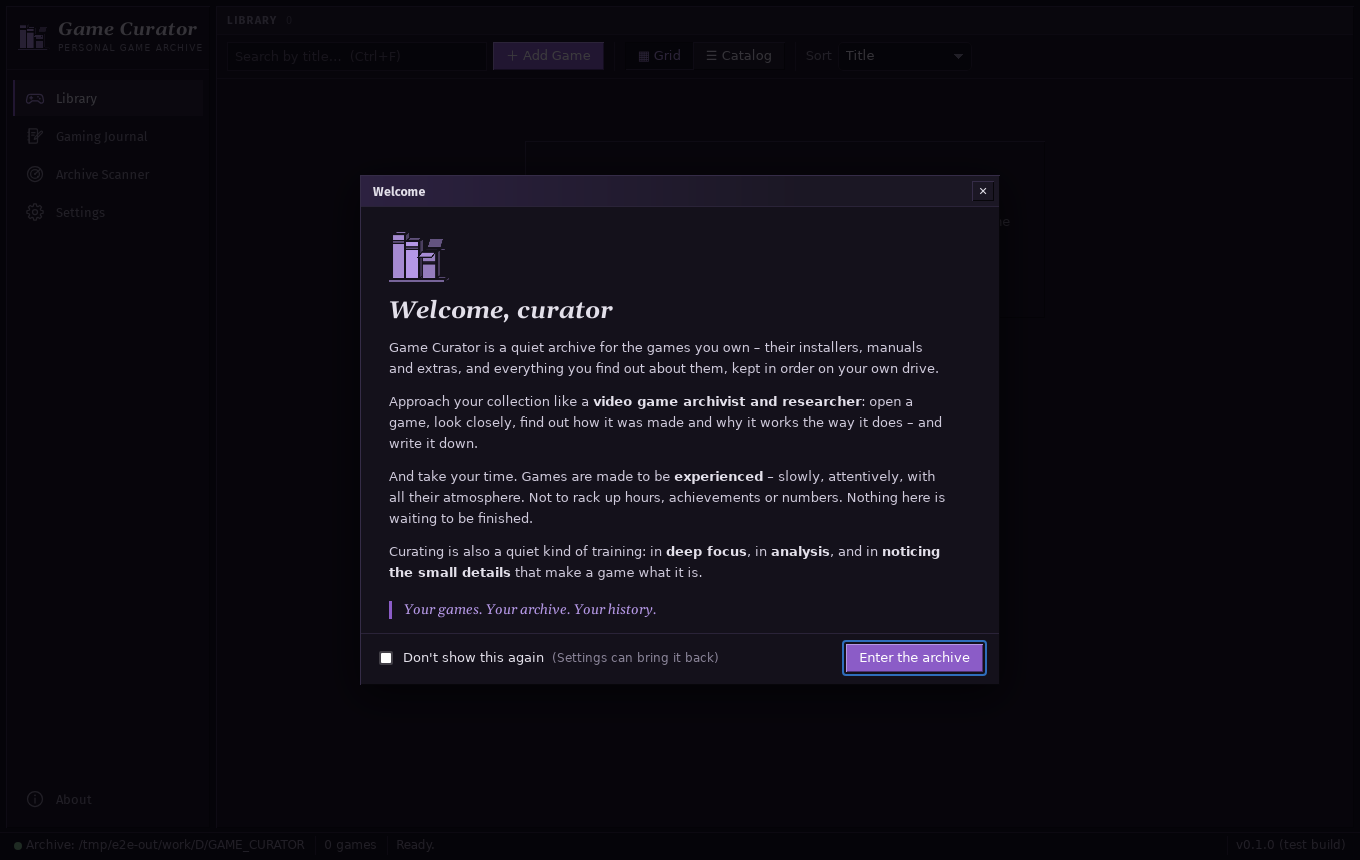 Game Curator
PERSONAL GAME ARCHIVE
LIBRARY 0
Search by title... (Ctrl+F)
+ Add Game
▦ Grid
☰ Catalog
Sort
Title
Library
Gaming Journal
Archive Scanner
Settings
Welcome
×
Welcome, curator
Game Curator is a quiet archive for the games you own – their installers, manuals
and extras, and everything you find out about them, kept in order on your own drive.
Approach your collection like a video game archivist and researcher: open a
game, look closely, find out how it was made and why it works the way it does – and
write it down.
And take your time. Games are made to be experienced – slowly, attentively, with
all their atmosphere. Not to rack up hours, achievements or numbers. Nothing here is
waiting to be finished.
Curating is also a quiet kind of training: in deep focus, in analysis, and in noticing
the small details that make a game what it is.
Your games. Your archive. Your history.
Don't show this again (Settings can bring it back)
Enter the archive
About
Archive: /tmp/e2e-out/work/D/GAME_CURATOR
0 games
Ready.
v0.1.0 (test build)